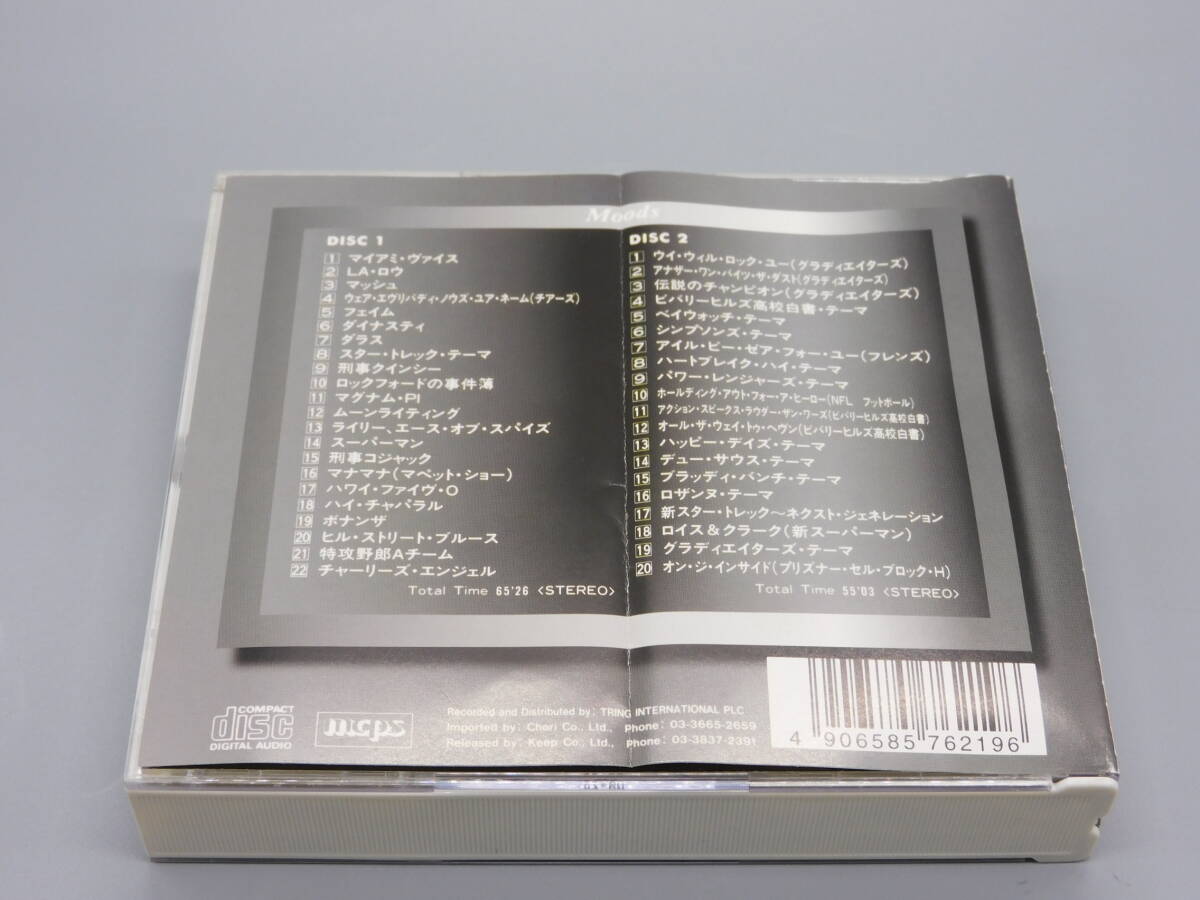 Moods
DISC 1
1 マイアミ・ヴァイス
2 LA・ロウ
3 マッシュ
4 ウェア・エヴリバディ・ノウズ・ユア・ネーム(チアーズ)
5 フェイム
6 ダイナスティ
7 ダラス
8 スター・トレック・テーマ
9 刑事クインシー
10 ロックフォードの事件簿
11 マグナム・PI
12 ムーンライティング
13 ライリー、エース・オブ・スパイズ
14 スーパーマン
15 刑事コジャック
16 マナマナ(マペット・ショー)
17 ハワイ・ファイヴ・O
18 ハイ・チャパラル
19 ボナンザ
20 ヒル・ストリート・ブルース
21 特攻野郎Aチーム
22 チャーリーズ・エンジェル
Total Time 65'26 <STEREO>
DISC 2
1 ウイ・ウィル・ロック・ユー(グラディエイターズ)
2 アナザー・ワン・バイツ・ザ・ダスト(グラディエイターズ)
3 伝説のチャンピオン(グラディエイターズ)
4 ビバリーヒルズ高校白書・テーマ
5 ベイウォッチ・テーマ
6 シンプソンズ・テーマ
7 アイル・ビー・ゼア・フォー・ユー(フレンズ)
8 ハートブレイク・ハイ・テーマ
9 パワー・レンジャーズ・テーマ
10 ホールディング・アウト・フォー・ア・ヒーロー(NFL フットボール)
11 アクション・スピークス・ラウダー・ザン・ワーズ(ビバリーヒルズ高校白書)
12 オール・ザ・ウェイ・トゥ・ヘヴン(ビバリーヒルズ高校白書)
13 ハッピー・デイズ・テーマ
14 デュー・サウス・テーマ
15 ブラッディ・バンチ・テーマ
16 ロザンヌ・テーマ
17 新スター・トレック〜ネクスト・ジェネレーション
18 ロイス&クラーク(新スーパーマン)
19 グラディエイターズ・テーマ
20 オン・ジ・インサイド(プリズナー・セル・ブロック・H)
Total Time 55'03 <STEREO>
COMPACT
disc
DIGITAL AUDIO
mcps
Recorded and Distributed by: TRING INTERNATIONAL PLC
Imported by: Cheri Co., Ltd., Phone: 03-3665-2659
Released by: Keep Co., Ltd., Phone: 03-3837-2391
4 906585 762196